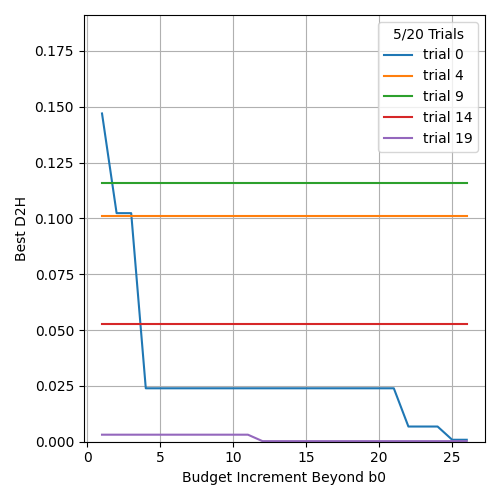 5/20 Trials
trial 0
trial 4
trial 9
trial 14
trial 19
0.175
0.150
0.125
0.100
0.075
0.050
0.025
0.000
Best D2H
0 5 10 15 20 25
Budget Increment Beyond b0